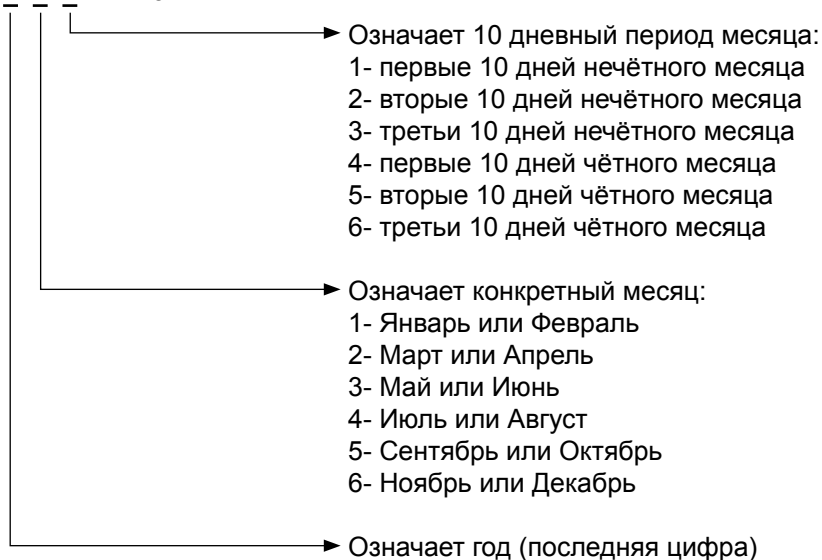 Означает 10 дневный период месяца:
1- первые 10 дней нечётного месяца
2- вторые 10 дней нечётного месяца
3- третьи 10 дней нечётного месяца
4- первые 10 дней чётного месяца
5- вторые 10 дней чётного месяца
6- третьи 10 дней чётного месяца
Означает конкретный месяц:
1- Январь или Февраль
2- Март или Апрель
3- Май или Июнь
4- Июль или Август
5- Сентябрь или Октябрь
6- Ноябрь или Декабрь
Означает год (последняя цифра)